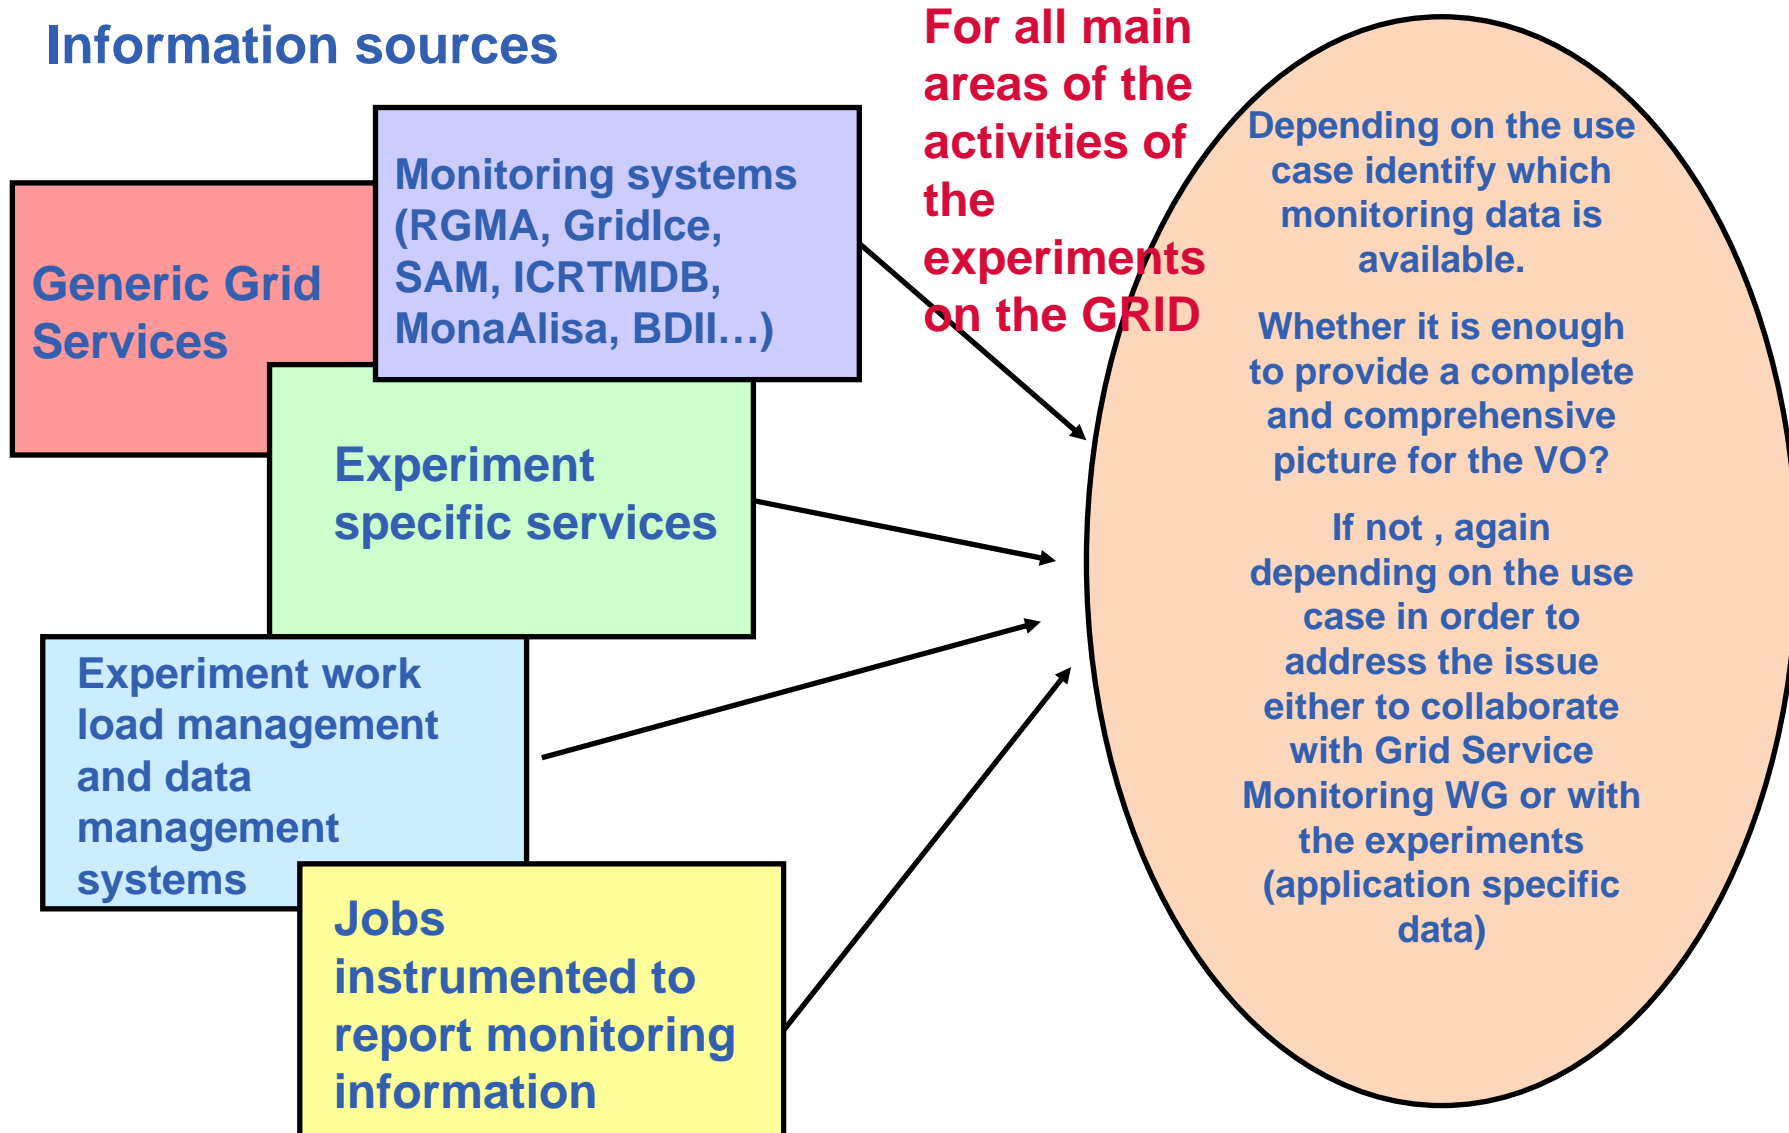 Information sources
For all main
areas of the
activities of
the
experiments
on the GRID
Monitoring systems
(RGMA, GridIce,
SAM, ICRTMDB,
MonaAlisa, BDII…)
Generic Grid
Services
Experiment
specific services
Experiment work
load management
and data
management
systems
Jobs
instrumented to
report monitoring
information
Depending on the use
case identify which
monitoring data is
available.
Whether it is enough
to provide a complete
and comprehensive
picture for the VO?
If not , again
depending on the use
case in order to
address the issue
either to collaborate
with Grid Service
Monitoring WG or with
the experiments
(application specific
data)